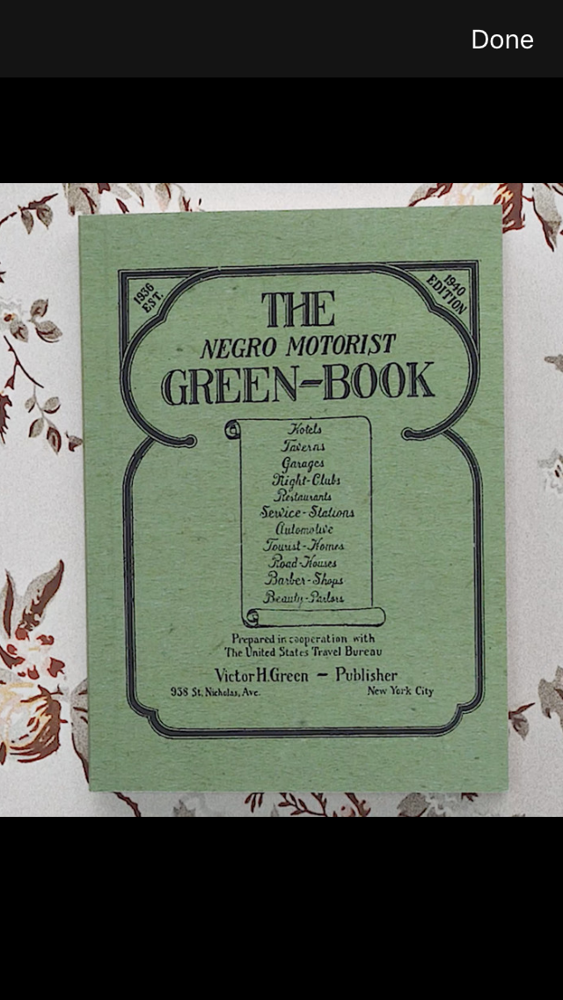 Done
1936
EST.
1940
EDITION
THE
NEGRO MOTORIST
GREEN-BOOK
Hotels
Taverns
Garages
Night-Clubs
Restaurants
Service-Stations
Automotive
Tourist-Homes
Road-Houses
Barber-Shops
Beauty-Parlors
Prepared in cooperation with
The United States Travel Bureau
Victor H.Green – Publisher
938 St. Nicholas, Ave. New York City